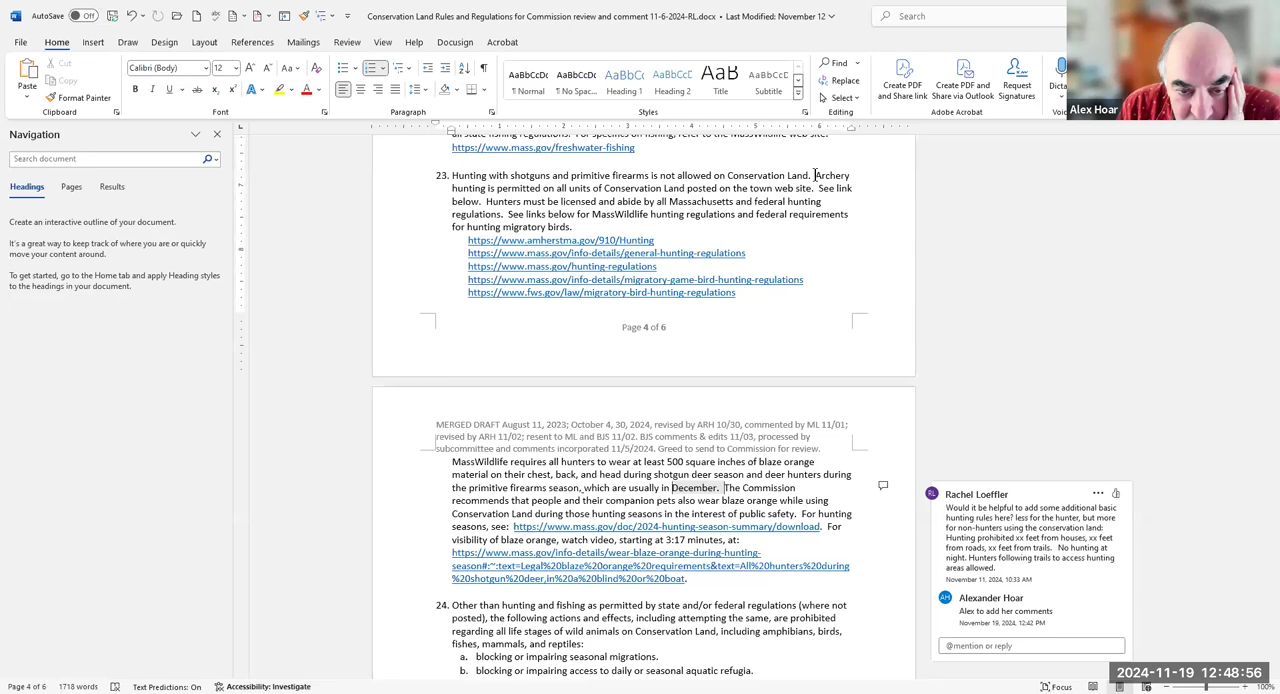 AutoSave Off
Conservation Land Rules and Regulations for Commission review and comment 11-6-2024-RL.docx • Last Modified: November 12
Search
File Home Insert Draw Design Layout References Mailings Review View Help Docusign Acrobat
Paste
Cut
Copy
Format Painter
Clipboard
Calibri (Body) 12
Font
Paragraph
AaBbCcDc AaBbCcDc AaBbCc AaBbCcD AaB AaBbCcD
¶ Normal ¶ No Spac... Heading 1 Heading 2 Title Subtitle
Styles
Find
Replace
Select
Editing
Create PDF and Share link
Create PDF and Share via Outlook
Adobe Acrobat
Request Signatures
Docusign
Dicta
Voic
Alex Hoar
Navigation
Search document
Headings Pages Results
Create an interactive outline of your document.
It's a great way to keep track of where you are or quickly
move your content around.
To get started, go to the Home tab and apply Heading styles
to the headings in your document.
all state fishing regulations. For specifics on fishing, refer to the MassWildlife web site.
https://www.mass.gov/freshwater-fishing
23. Hunting with shotguns and primitive firearms is not allowed on Conservation Land. Archery
hunting is permitted on all units of Conservation Land posted on the town web site. See link
below. Hunters must be licensed and abide by all Massachusetts and federal hunting
regulations. See links below for MassWildlife hunting regulations and federal requirements
for hunting migratory birds.
https://www.amherstma.gov/910/Hunting
https://www.mass.gov/info-details/general-hunting-regulations
https://www.mass.gov/hunting-regulations
https://www.mass.gov/info-details/migratory-game-bird-hunting-regulations
https://www.fws.gov/law/migratory-bird-hunting-regulations
Page 4 of 6
MERGED DRAFT August 11, 2023; October 4, 30, 2024, revised by ARH 10/30, commented by ML 11/01;
revised by ARH 11/02; resent to ML and BJS 11/02. BJS comments & edits 11/03, processed by
subcommittee and comments incorporated 11/5/2024. Greed to send to Commission for review.
MassWildlife requires all hunters to wear at least 500 square inches of blaze orange
material on their chest, back, and head during shotgun deer season and deer hunters during
the primitive firearms season, which are usually in December. The Commission
recommends that people and their companion pets also wear blaze orange while using
Conservation Land during those hunting seasons in the interest of public safety. For hunting
seasons, see: https://www.mass.gov/doc/2024-hunting-season-summary/download. For
visibility of blaze orange, watch video, starting at 3:17 minutes, at:
https://www.mass.gov/info-details/wear-blaze-orange-during-hunting-
season#:~:text=Legal%20blaze%20orange%20requirements&text=All%20hunters%20during
%20shotgun%20deer,in%20a%20blind%20or%20boat.
24. Other than hunting and fishing as permitted by state and/or federal regulations (where not
posted), the following actions and effects, including attempting the same, are prohibited
regarding all life stages of wild animals on Conservation Land, including amphibians, birds,
fishes, mammals, and reptiles:
a. blocking or impairing seasonal migrations.
b. blocking or impairing access to daily or seasonal aquatic refugia.
RL Rachel Loeffler
Would it be helpful to add some additional basic
hunting rules here? less for the hunter, but more
for non-hunters using the conservation land:
Hunting prohibited xx feet from houses, xx feet
from roads, xx feet from trails. No hunting at
night. Hunters following trails to access hunting
areas allowed.
November 11, 2024, 10:33 AM
AH Alexander Hoar
Alex to add her comments
November 19, 2024, 12:42 PM
@mention or reply
2024-11-19 12:48:56
Page 4 of 6 1718 words Text Predictions: On Accessibility: Investigate Focus 100%